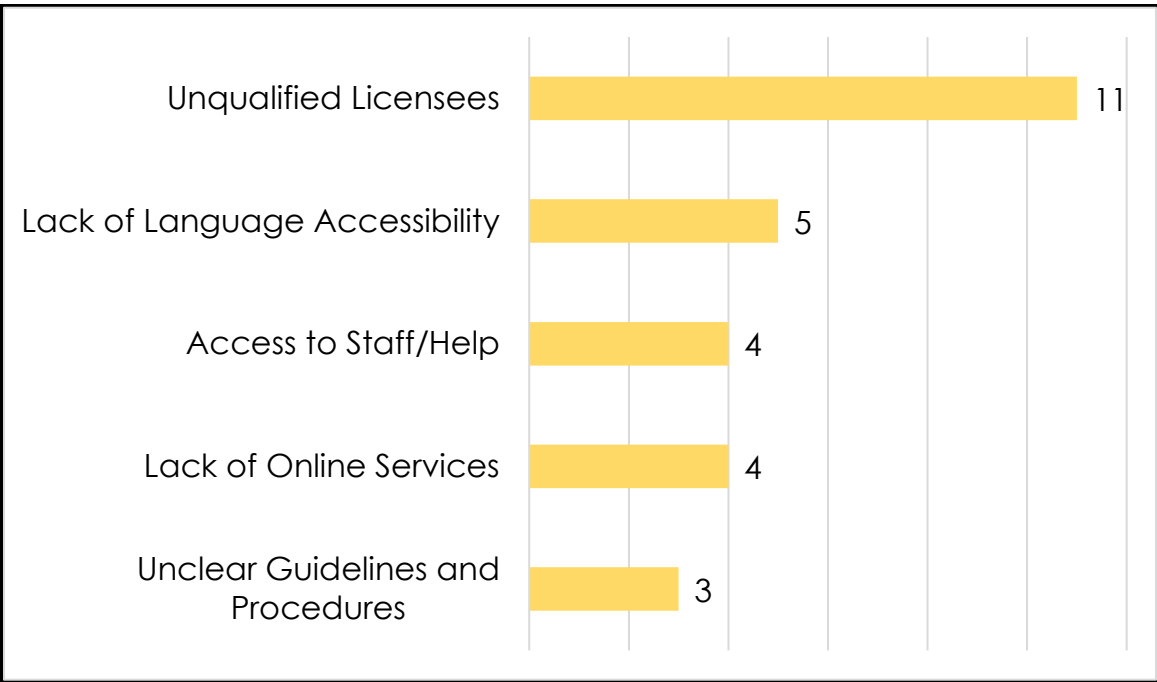 Unqualified Licensees
11
Lack of Language Accessibility
5
Access to Staff/Help
4
Lack of Online Services
4
Unclear Guidelines and
Procedures
3